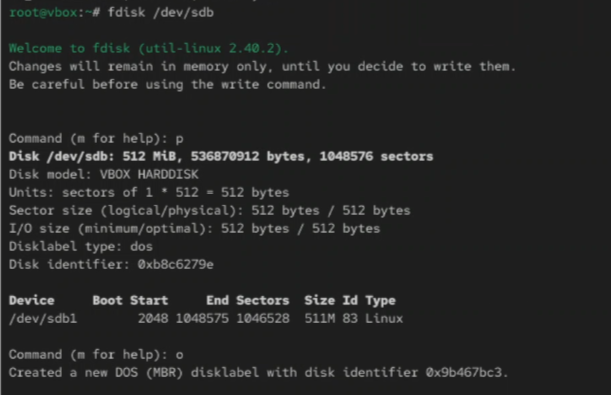 root@vbox:~# fdisk /dev/sdb
Welcome to fdisk (util-linux 2.40.2).
Changes will remain in memory only, until you decide to write them.
Be careful before using the write command.
Command (m for help): p
Disk /dev/sdb: 512 MiB, 536870912 bytes, 1048576 sectors
Disk model: VBOX HARDDISK
Units: sectors of 1 * 512 = 512 bytes
Sector size (logical/physical): 512 bytes / 512 bytes
I/O size (minimum/optimal): 512 bytes / 512 bytes
Disklabel type: dos
Disk identifier: 0xb8c6279e
Device     Boot Start     End Sectors  Size Id Type
/dev/sdb1        2048 1048575 1046528  511M 83 Linux
Command (m for help): o
Created a new DOS (MBR) disklabel with disk identifier 0x9b467bc3.